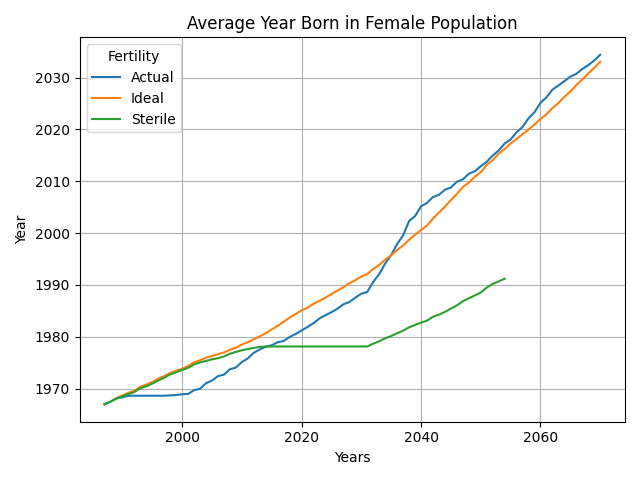 Average Year Born in Female Population
Fertility
Actual
Ideal
Sterile
Year
2030
2020
2010
2000
1990
1980
1970
2000
2020
2040
2060
Years